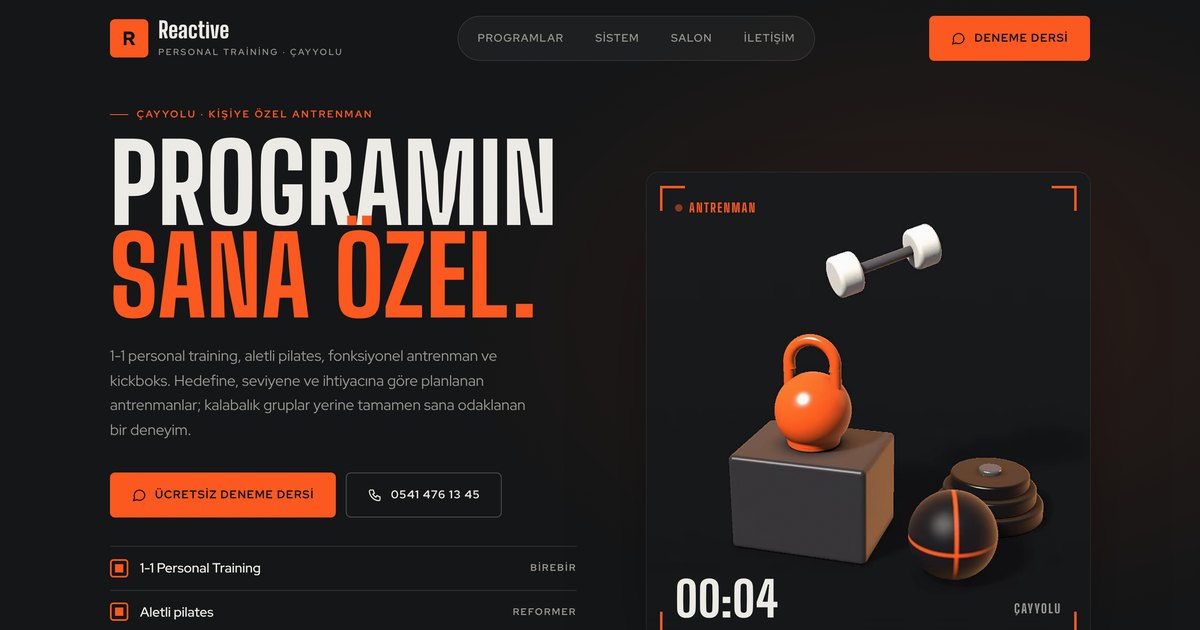 R
Reactive
PERSONAL TRAİNİNG · ÇAYYOLU
PROGRAMLAR
SİSTEM
SALON
İLETİŞİM
DENEME DERSİ
ÇAYYOLU · KİŞİYE ÖZEL ANTRENMAN
PROGRAMIN
SANA ÖZEL.
1-1 personal training, aletli pilates, fonksiyonel antrenman ve
kickboks. Hedefine, seviyene ve ihtiyacına göre planlanan
antrenmanlar; kalabalık gruplar yerine tamamen sana odaklanan
bir deneyim.
ÜCRETSİZ DENEME DERSİ
0541 476 13 45
1-1 Personal Training
BİREBİR
Aletli pilates
REFORMER
ANTRENMAN
00:04
ÇAYYOLU